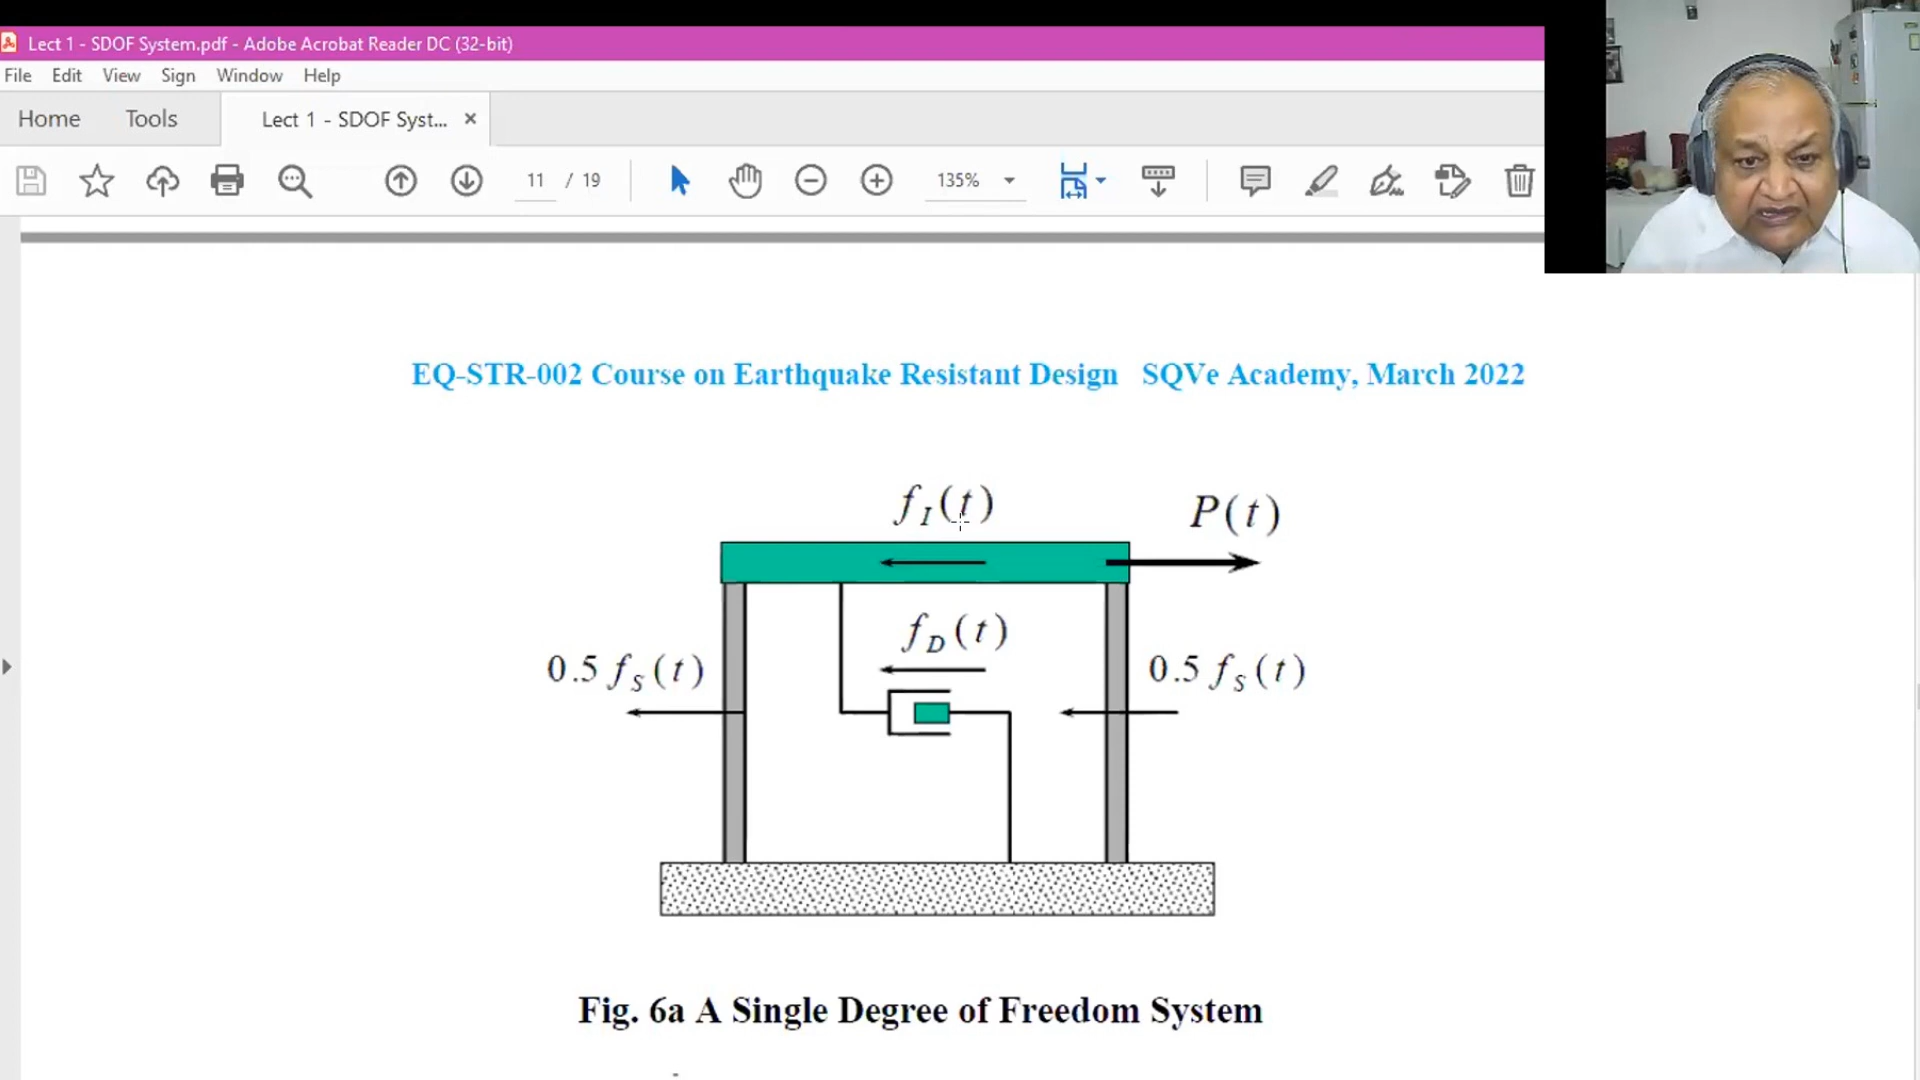 Lect 1 - SDOF System.pdf - Adobe Acrobat Reader DC (32-bit)
File Edit View Sign Window Help
Home Tools Lect 1 - SDOF Syst... ×
11 / 19 135%
EQ-STR-002 Course on Earthquake Resistant Design SQVe Academy, March 2022
f_I(t)
P(t)
f_D(t)
0.5 f_S(t) 0.5 f_S(t)
Fig. 6a A Single Degree of Freedom System